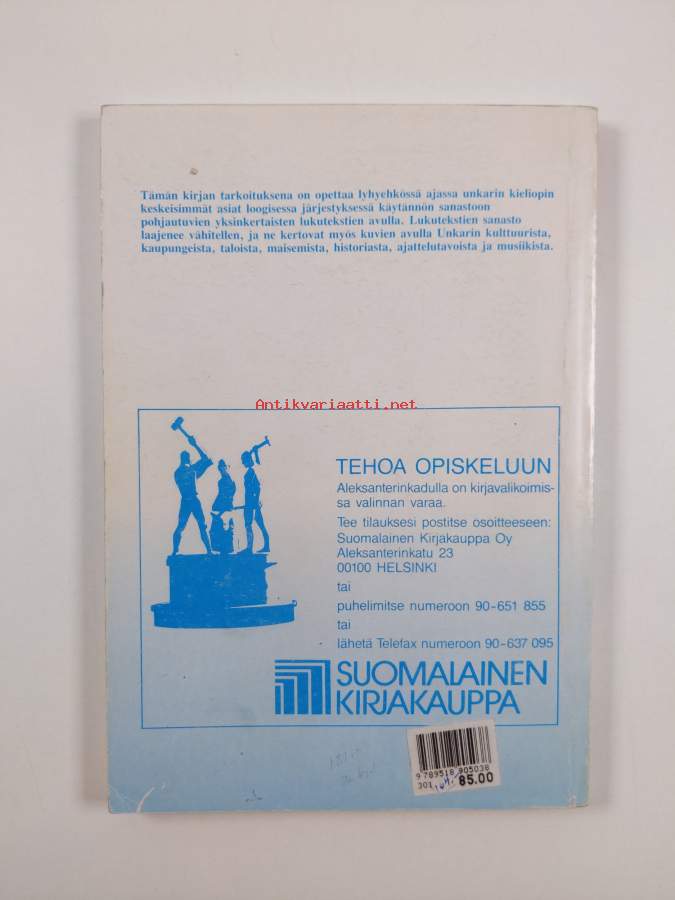 Tämän kirjan tarkoituksena on opettaa lyhyehkössä ajassa unkarin kieliopin
keskeisimmät asiat loogisessa järjestyksessä käytännön sanastoon
pohjautuvien yksinkertaisten lukutekstien avulla. Lukutekstien sanasto
laajenee vähitellen, ja ne kertovat myös kuvien avulla Unkarin kulttuurista,
kaupungeista, taloista, maisemista, historiasta, ajattelutavoista ja musiikista.
Antikvariaatti.net
TEHOA OPISKELUUN
Aleksanterinkadulla on kirjavalikoimis-
sa valinnan varaa.
Tee tilauksesi postitse osoitteeseen:
Suomalainen Kirjakauppa Oy
Aleksanterinkatu 23
00100 HELSINKI
tai
puhelimitse numeroon 90-651 855
tai
lähetä Telefax numeroon 90-637 095
SUOMALAINEN
KIRJAKAUPPA
9 789518 905038
301 85.00